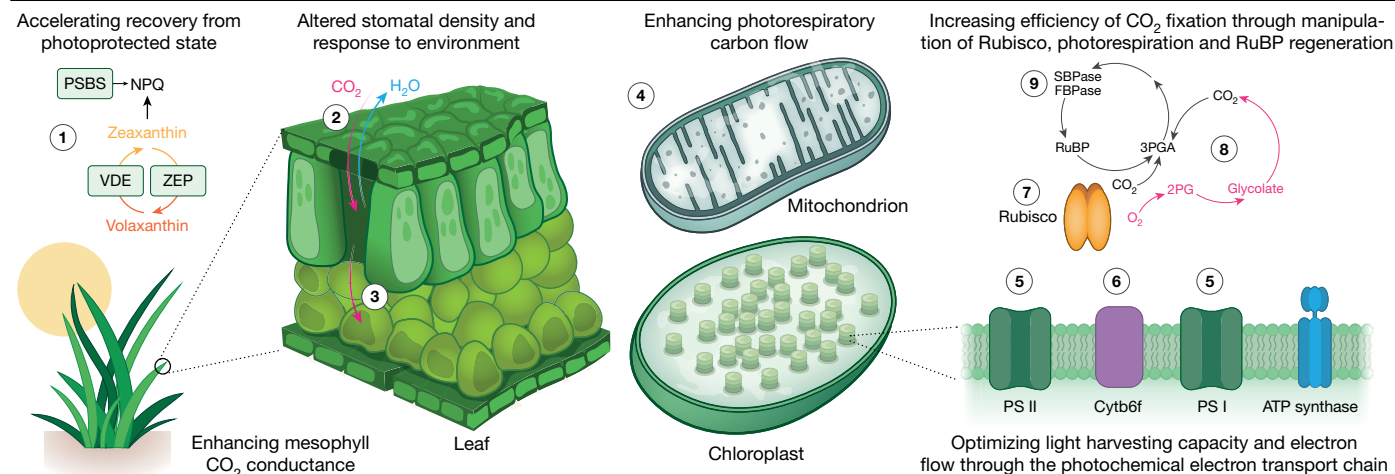 Accelerating recovery from
photoprotected state
PSBS
NPQ
1
Zeaxanthin
VDE
ZEP
Volaxanthin
Altered stomatal density and
response to environment
CO2
H2O
2
3
Enhancing mesophyll
CO2 conductance
Leaf
Enhancing photorespiratory
carbon flow
4
Mitochondrion
Chloroplast
Increasing efficiency of CO2 fixation through manipula-
tion of Rubisco, photorespiration and RuBP regeneration
9
SBPase
FBPase
CO2
RuBP
3PGA
8
7
CO2
2PG
Glycolate
Rubisco
O2
5
6
5
PS II
Cytb6f
PS I
ATP synthase
Optimizing light harvesting capacity and electron
flow through the photochemical electron transport chain